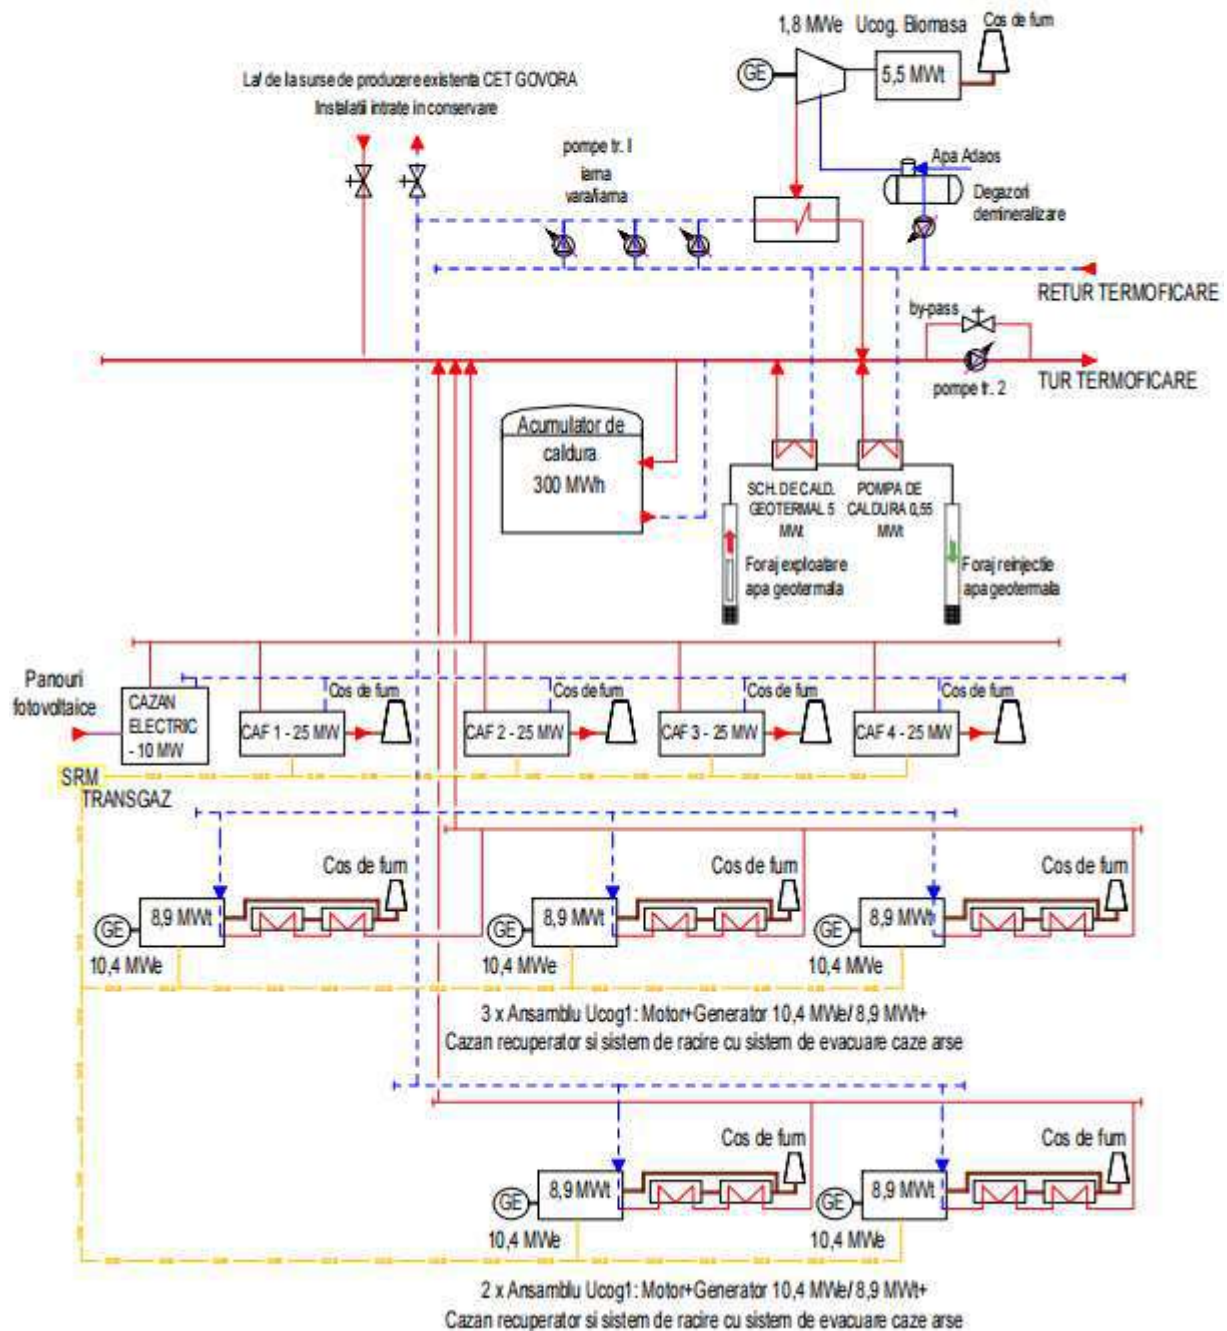 1,8 MWe Ucog. Biomasa
Cos de fum
GE
5,5 MWt
La/ de la surse de producere existenta CET GOVORA
Instalatii intrate in conservare
pompe tr. I
iarna
vara/iarna
Apa Adaos
Degazori
demineralizare
RETUR TERMOFICARE
by-pass
TUR TERMOFICARE
pompe tr. 2
Acumulator de
caldura
300 MWh
SCH. DE CALD.
GEOTERMAL 5
MWt
POMPA DE
CALDURA 0,55
MWt
Foraj exploatare
apa geotermala
Foraj reinjectie
apa geotermala
Panouri
fotovoltaice
CAZAN
ELECTRIC
- 10 MW
Cos de fum
Cos de fum
Cos de fum
Cos de fum
CAF 1 - 25 MW
CAF 2 - 25 MW
CAF 3 - 25 MW
CAF 4 - 25 MW
SRM
TRANSGAZ
Cos de fum
Cos de fum
Cos de fum
GE
8,9 MWt
GE
8,9 MWt
GE
8,9 MWt
10,4 MWe
10,4 MWe
10,4 MWe
3 x Ansamblu Ucog1: Motor+Generator 10,4 MWe/ 8,9 MWt+
Cazan recuperator si sistem de racire cu sistem de evacuare caze arse
Cos de fum
Cos de fum
GE
8,9 MWt
GE
8,9 MWt
10,4 MWe
10,4 MWe
2 x Ansamblu Ucog1: Motor+Generator 10,4 MWe/ 8,9 MWt+
Cazan recuperator si sistem de racire cu sistem de evacuare caze arse